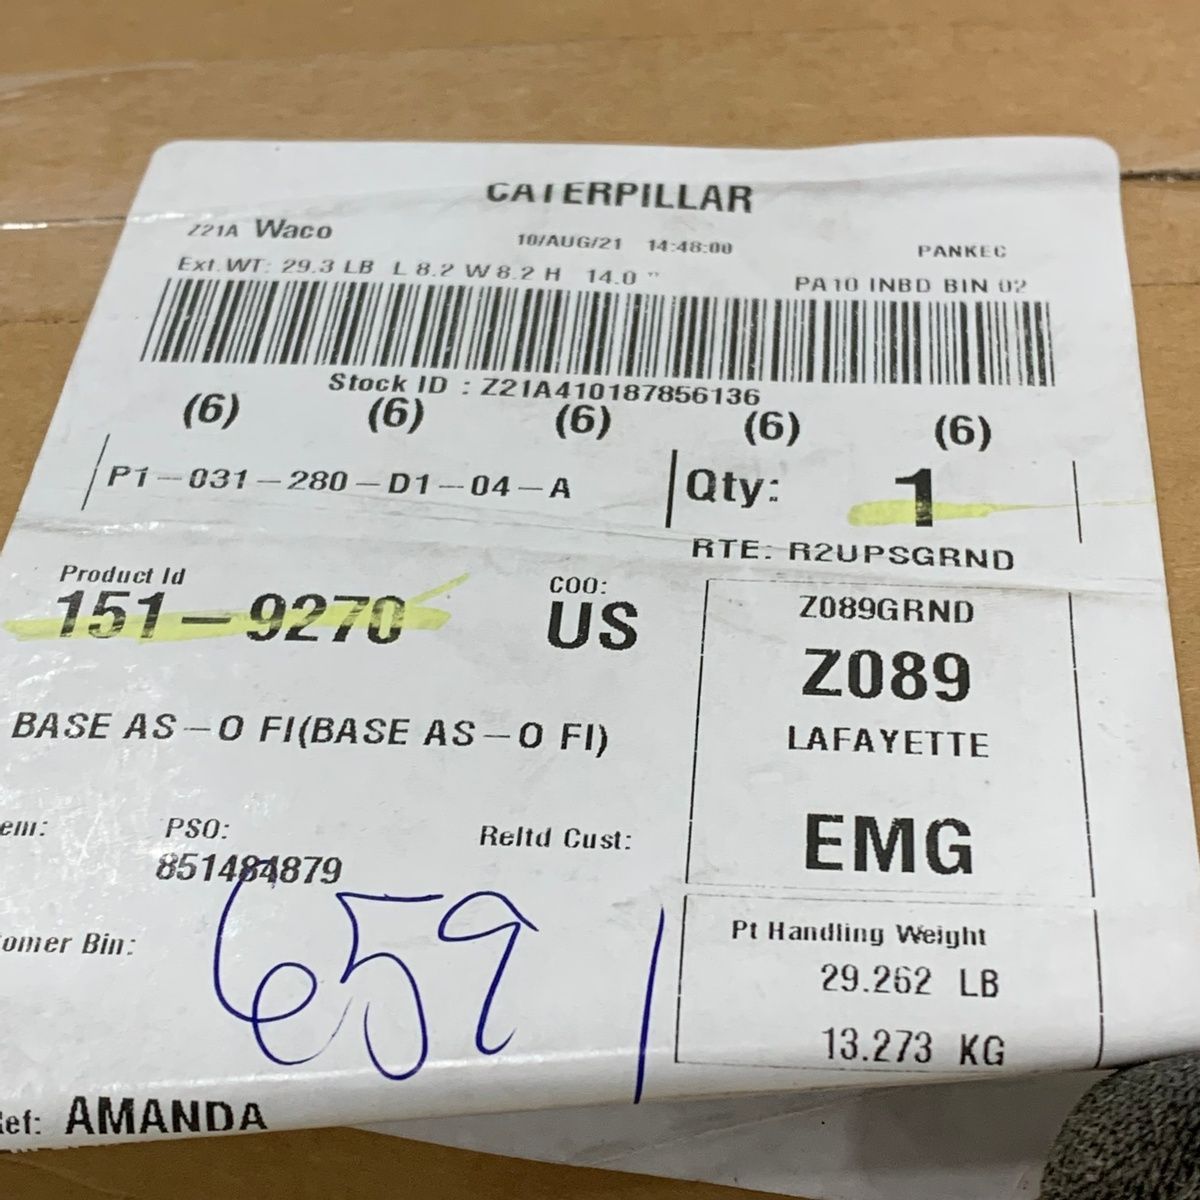 CATERPILLAR
Z21A Waco
10/AUG/21 14:48:00
PANKEC
Ext. WT: 29.3 LB L 8.2 W 8.2 H 14.0 "
PA10 INBD BIN 02
Stock ID : Z21A410187856136
(6) (6) (6) (6) (6)
P1-031-280-D1-04-A
Qty: 1
RTE: R2UPSGRND
Product Id
151-9270
COO:
US
Z089GRND
Z089
LAFAYETTE
EMG
BASE AS-O FI(BASE AS-O FI)
em:
PSO:
851484879
Reltd Cust:
omer Bin:
659
Pt Handling Weight
29.262 LB
13.273 KG
Ref: AMANDA